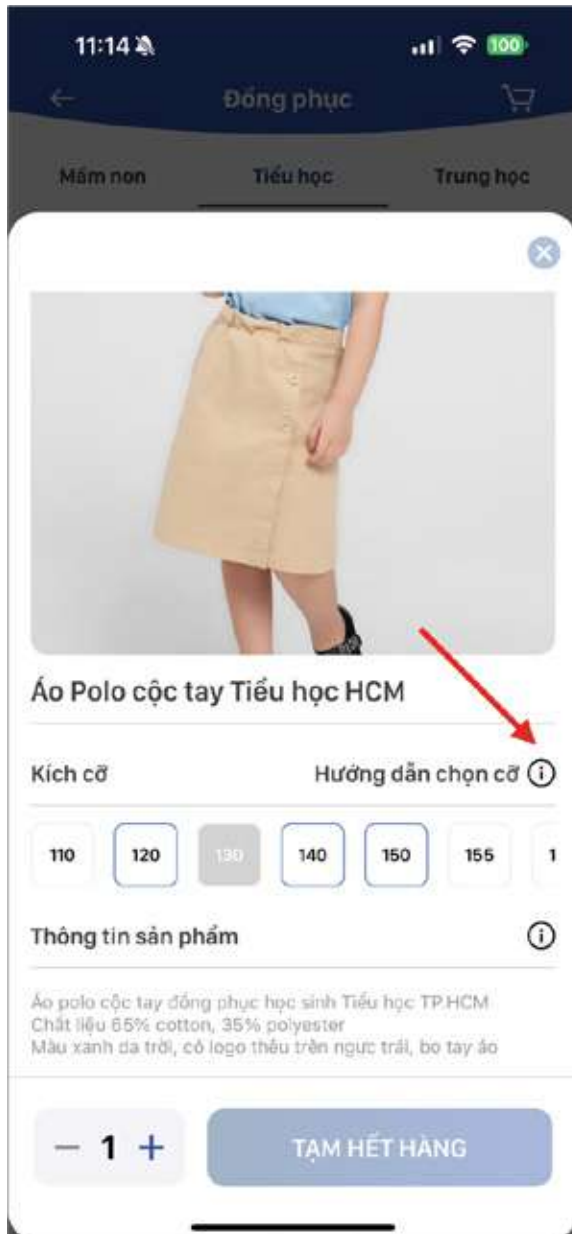 11:14
100
Đồng phục
Mầm non Tiểu học Trung học
Áo Polo cộc tay Tiểu học HCM
Kích cỡ Hướng dẫn chọn cỡ
110 120 130 140 150 155 1
Thông tin sản phẩm
Áo polo cộc tay đồng phục học sinh Tiểu học TP.HCM
Chất liệu 65% cotton, 35% polyester
Màu xanh da trời, có logo thêu trên ngực trái, bo tay áo
− 1 + TẠM HẾT HÀNG